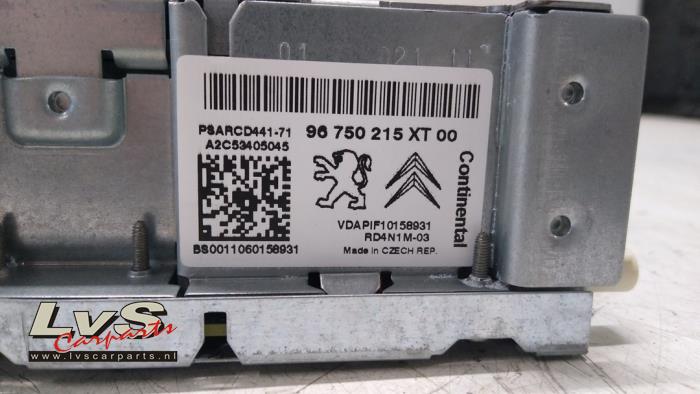 PSARCD441-71
96 750 215 XT 00
A2C53405045
Continental
VDAPIF10158931
RD4N1M-03
BS0011060158931
Made in CZECH REP.
LvS
Carparts
www.lvscarparts.nl